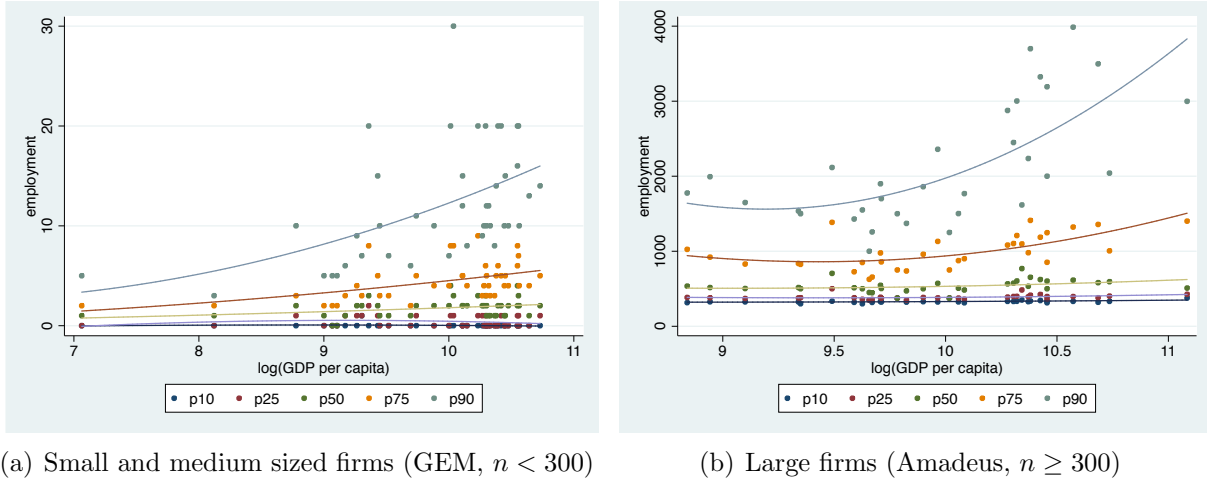 30
20
10
0
employment
7 8 9 10 11
log(GDP per capita)
p10 p25 p50 p75 p90
(a) Small and medium sized firms (GEM, n < 300)
4000
3000
2000
1000
0
employment
9 9.5 10 10.5 11
log(GDP per capita)
p10 p25 p50 p75 p90
(b) Large firms (Amadeus, n ≥ 300)